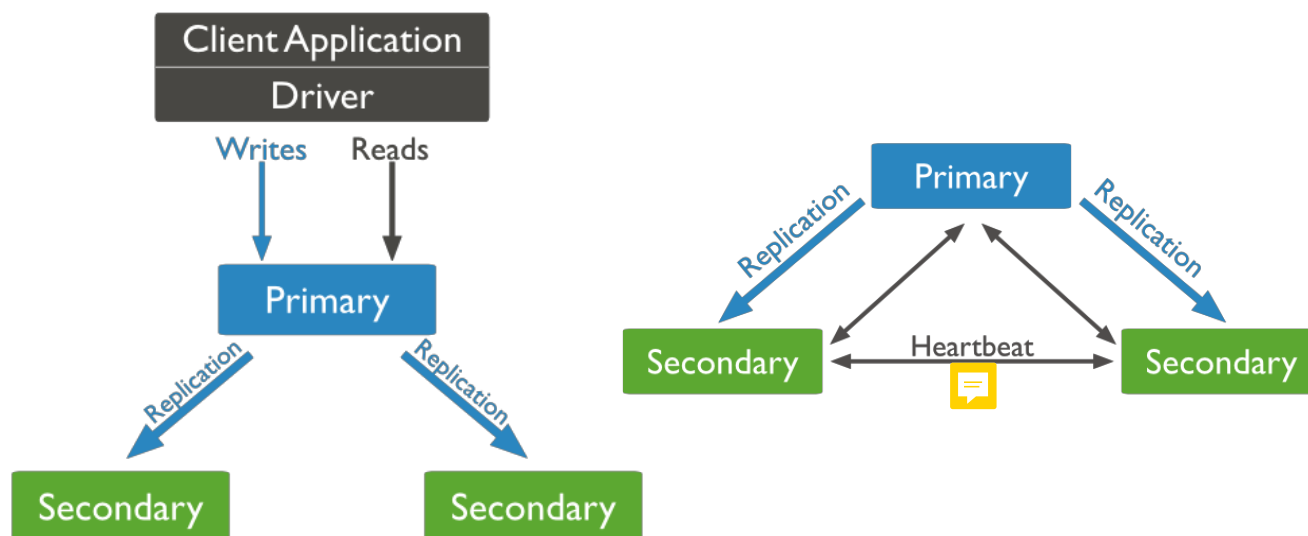 Client Application
Driver
Writes
Reads
Primary
Replication
Replication
Secondary
Secondary
Primary
Replication
Replication
Secondary
Heartbeat
Secondary